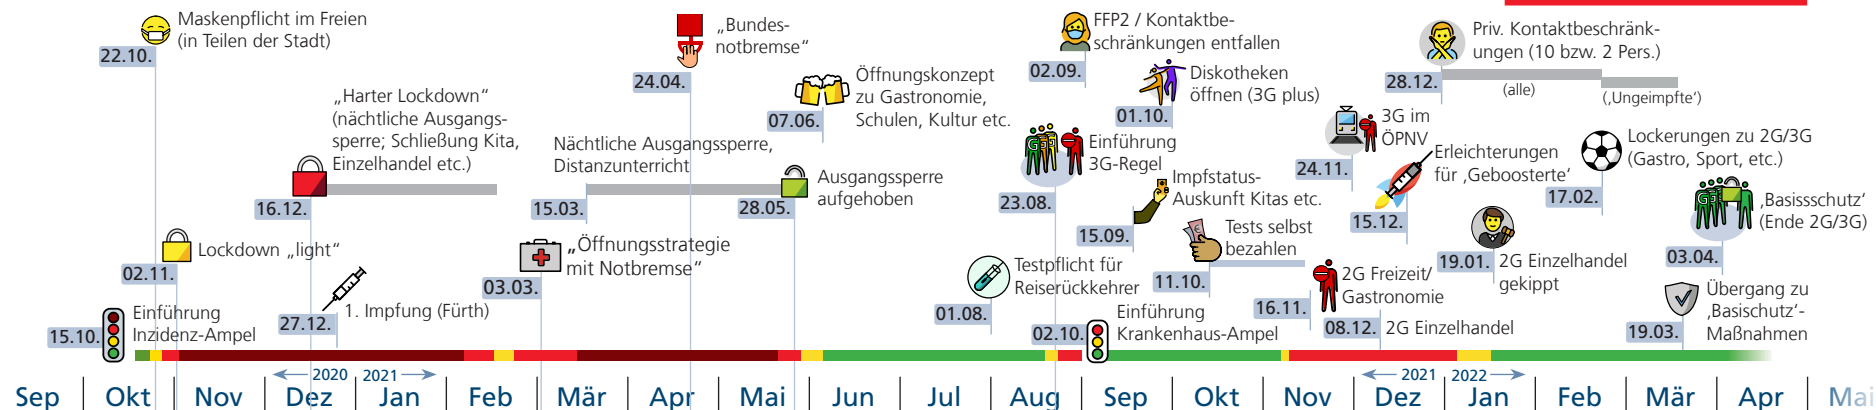 22.10.
Maskenpflicht im Freien
(in Teilen der Stadt)
15.10.
Einführung
Inzidenz-Ampel
02.11.
Lockdown „light“
16.12.
„Harter Lockdown“
(nächtliche Ausgangs-
sperre; Schließung Kita,
Einzelhandel etc.)
27.12.
1. Impfung (Fürth)
03.03.
„Öffnungsstrategie
mit Notbremse“
15.03.
Nächtliche Ausgangssperre,
Distanzunterricht
24.04.
„Bundes-
notbremse“
28.05.
Ausgangssperre
aufgehoben
07.06.
Öffnungskonzept
zu Gastronomie,
Schulen, Kultur etc.
01.08.
Testpflicht für
Reiserückkehrer
23.08.
Einführung
3G-Regel
02.09.
FFP2 / Kontaktbe-
schränkungen entfallen
02.10.
Einführung
Krankenhaus-Ampel
15.09.
Impfstatus-
Auskunft Kitas etc.
01.10.
Diskotheken
öffnen (3G plus)
11.10.
Tests selbst
bezahlen
16.11.
2G Freizeit/
Gastronomie
24.11.
3G im
ÖPNV
08.12.
2G Einzelhandel
15.12.
Erleichterungen
für ‚Geboosterte‘
28.12.
Priv. Kontaktbeschränk-
ungen (10 bzw. 2 Pers.)
(alle)
(‚Ungeimpfte‘)
19.01.
2G Einzelhandel
gekippt
17.02.
Lockerungen zu 2G/3G
(Gastro, Sport, etc.)
19.03.
Übergang zu
‚Basischutz‘-
Maßnahmen
03.04.
‚Basissschutz‘
(Ende 2G/3G)
2020 2021
2021 2022
Sep Okt Nov Dez Jan Feb Mär Apr Mai Jun Jul Aug Sep Okt Nov Dez Jan Feb Mär Apr Mai